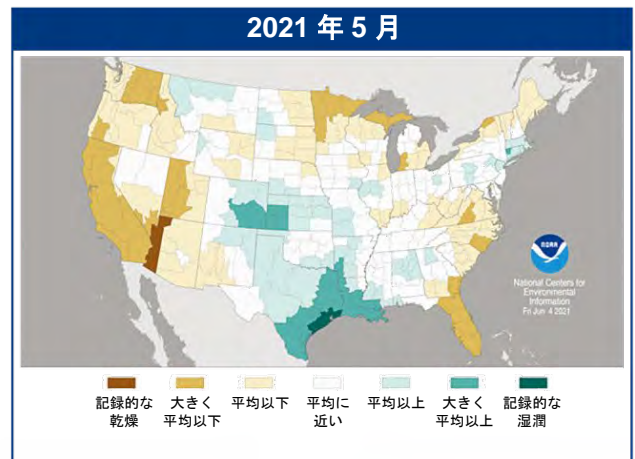 2021 年 5 月
NOAA
National Centers for
Environmental
Information
Fri Jun 4 2021
記録的な
乾燥
大きく
平均以下
平均以下
平均に
近い
平均以上
大きく
平均以上
記録的な
湿潤